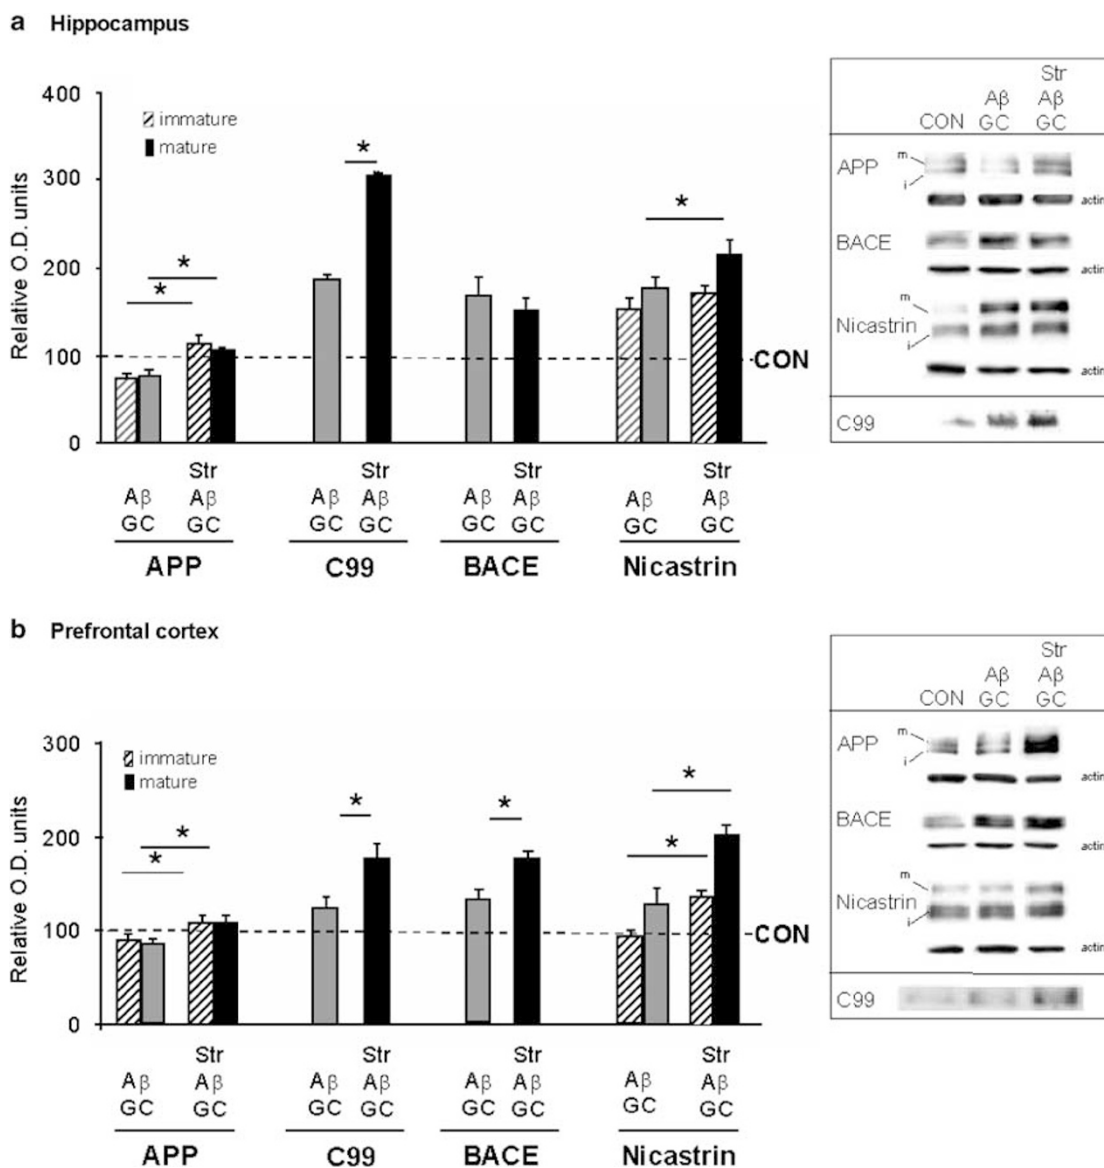 a Hippocampus
400
300
200
100
0
Relative O.D. units
immature
mature
*
*
*
*
CON
Aβ
GC
Str
Aβ
GC
APP
Aβ
GC
Str
Aβ
GC
C99
Aβ
GC
Str
Aβ
GC
BACE
Aβ
GC
Str
Aβ
GC
Nicastrin
CON
Aβ
GC
Str
Aβ
GC
APP
m
i
actin
BACE
actin
Nicastrin
m
i
actin
C99
b Prefrontal cortex
300
200
100
0
Relative O.D. units
immature
mature
*
*
*
*
*
*
CON
Aβ
GC
Str
Aβ
GC
APP
Aβ
GC
Str
Aβ
GC
C99
Aβ
GC
Str
Aβ
GC
BACE
Aβ
GC
Str
Aβ
GC
Nicastrin
CON
Aβ
GC
Str
Aβ
GC
APP
m
i
actin
BACE
actin
Nicastrin
m
i
actin
C99